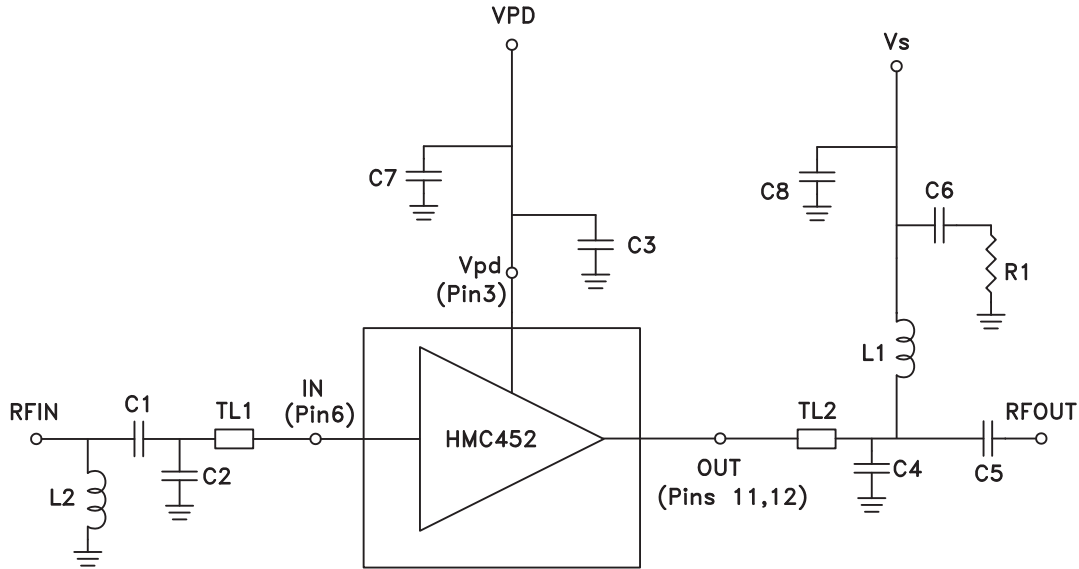 VPD
Vs
C7
C8
C6
C3
Vpd
(Pin3)
R1
L1
RFIN
C1
TL1
IN
(Pin6)
HMC452
TL2
RFOUT
L2
C2
OUT
(Pins 11,12)
C4
C5